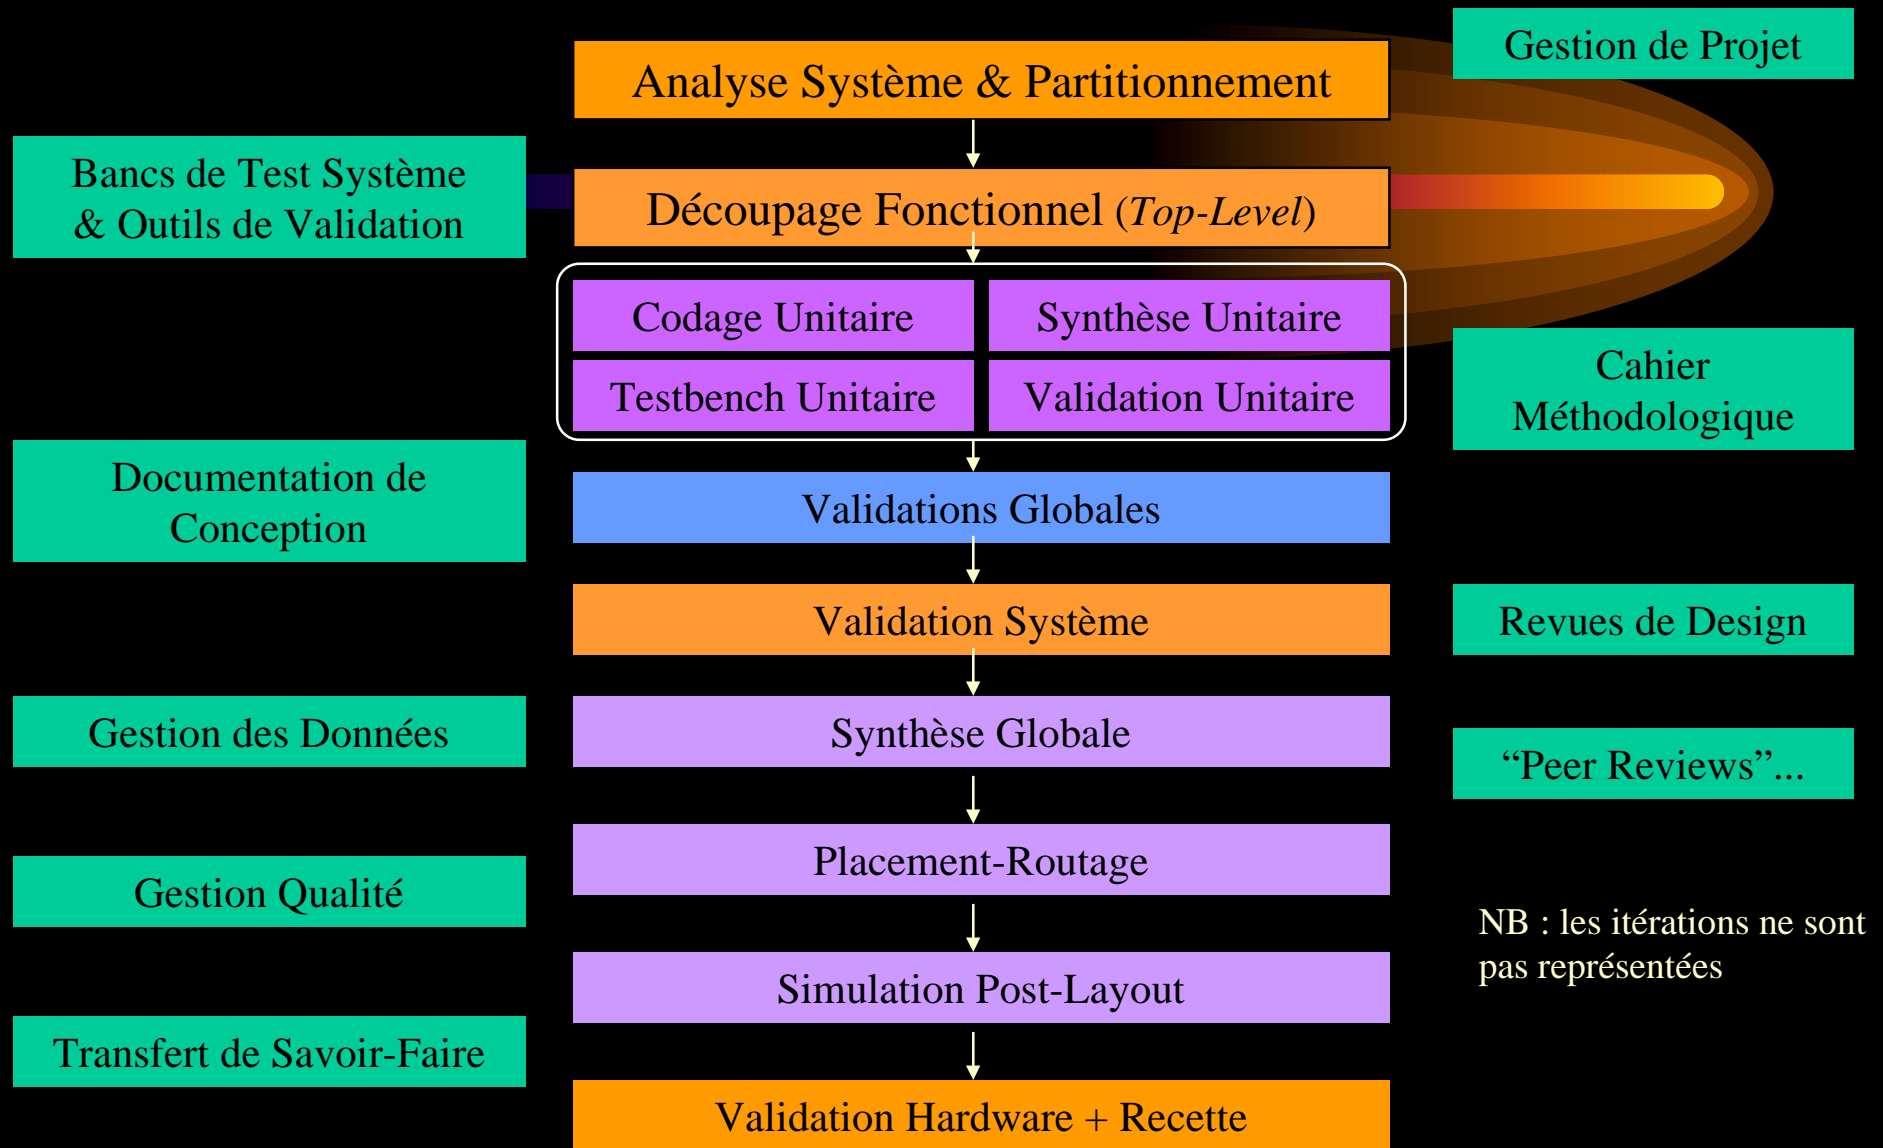 Gestion de Projet
Analyse Système & Partitionnement
Bancs de Test Système
& Outils de Validation
Découpage Fonctionnel (Top-Level)
Codage Unitaire
Synthèse Unitaire
Testbench Unitaire
Validation Unitaire
Cahier
Méthodologique
Documentation de
Conception
Validations Globales
Validation Système
Revues de Design
Gestion des Données
Synthèse Globale
“Peer Reviews”...
Placement-Routage
Gestion Qualité
NB : les itérations ne sont
pas représentées
Simulation Post-Layout
Transfert de Savoir-Faire
Validation Hardware + Recette